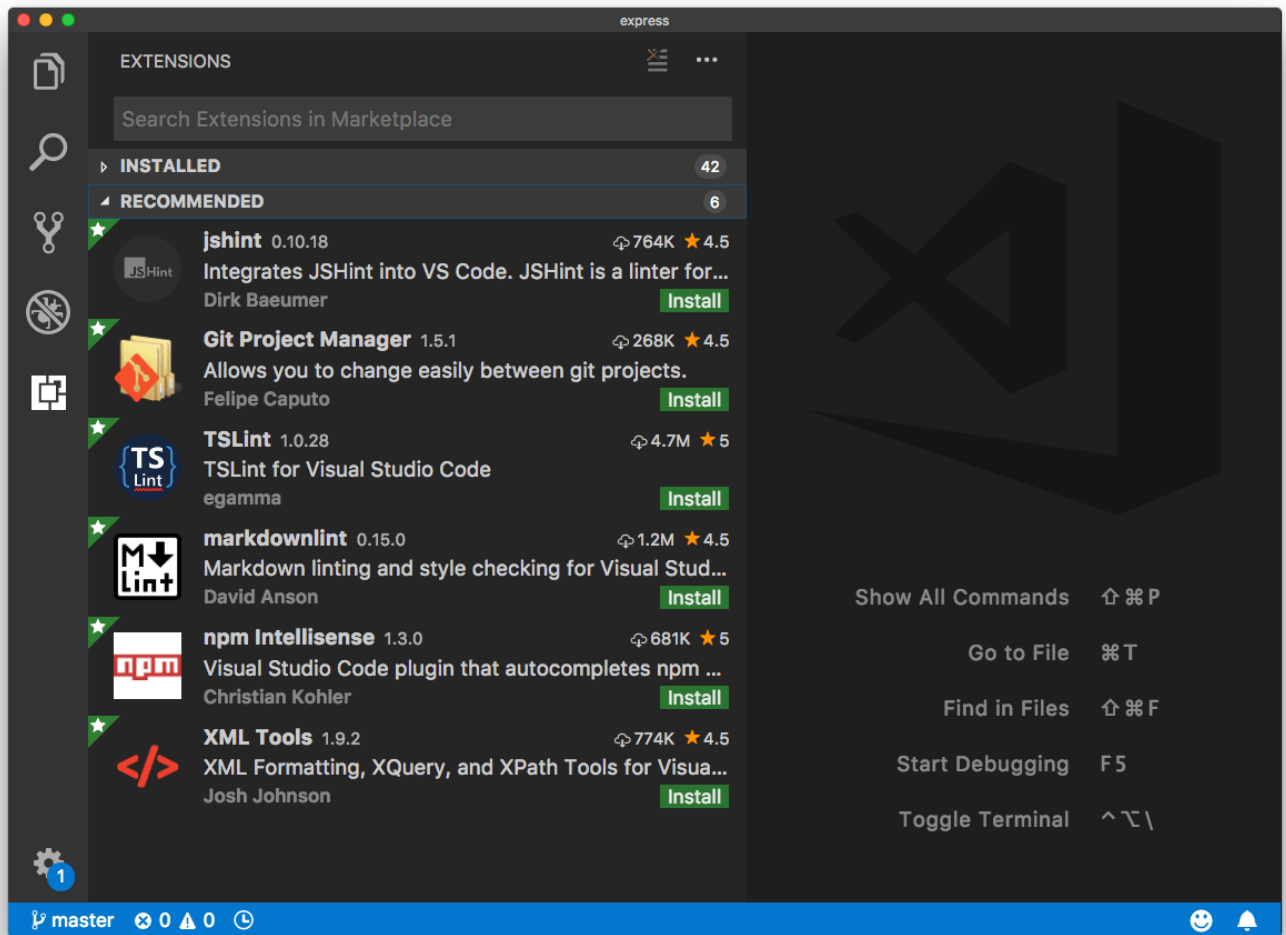 express
EXTENSIONS
Search Extensions in Marketplace
INSTALLED 42
RECOMMENDED 6
jshint 0.10.18 764K ★ 4.5
JSHint
Integrates JSHint into VS Code. JSHint is a linter for...
Dirk Baeumer Install
Git Project Manager 1.5.1 268K ★ 4.5
Allows you to change easily between git projects.
Felipe Caputo Install
TSLint 1.0.28 4.7M ★ 5
{TS}
Lint
TSLint for Visual Studio Code
egamma Install
markdownlint 0.15.0 1.2M ★ 4.5
M↓
Lint
Markdown linting and style checking for Visual Stud...
David Anson Install
npm Intellisense 1.3.0 681K ★ 5
npm
Visual Studio Code plugin that autocompletes npm ...
Christian Kohler Install
XML Tools 1.9.2 774K ★ 4.5
</>
XML Formatting, XQuery, and XPath Tools for Visua...
Josh Johnson Install
Show All Commands ⇧⌘P
Go to File ⌘T
Find in Files ⇧⌘F
Start Debugging F5
Toggle Terminal ^⌥\
1
master 0 0